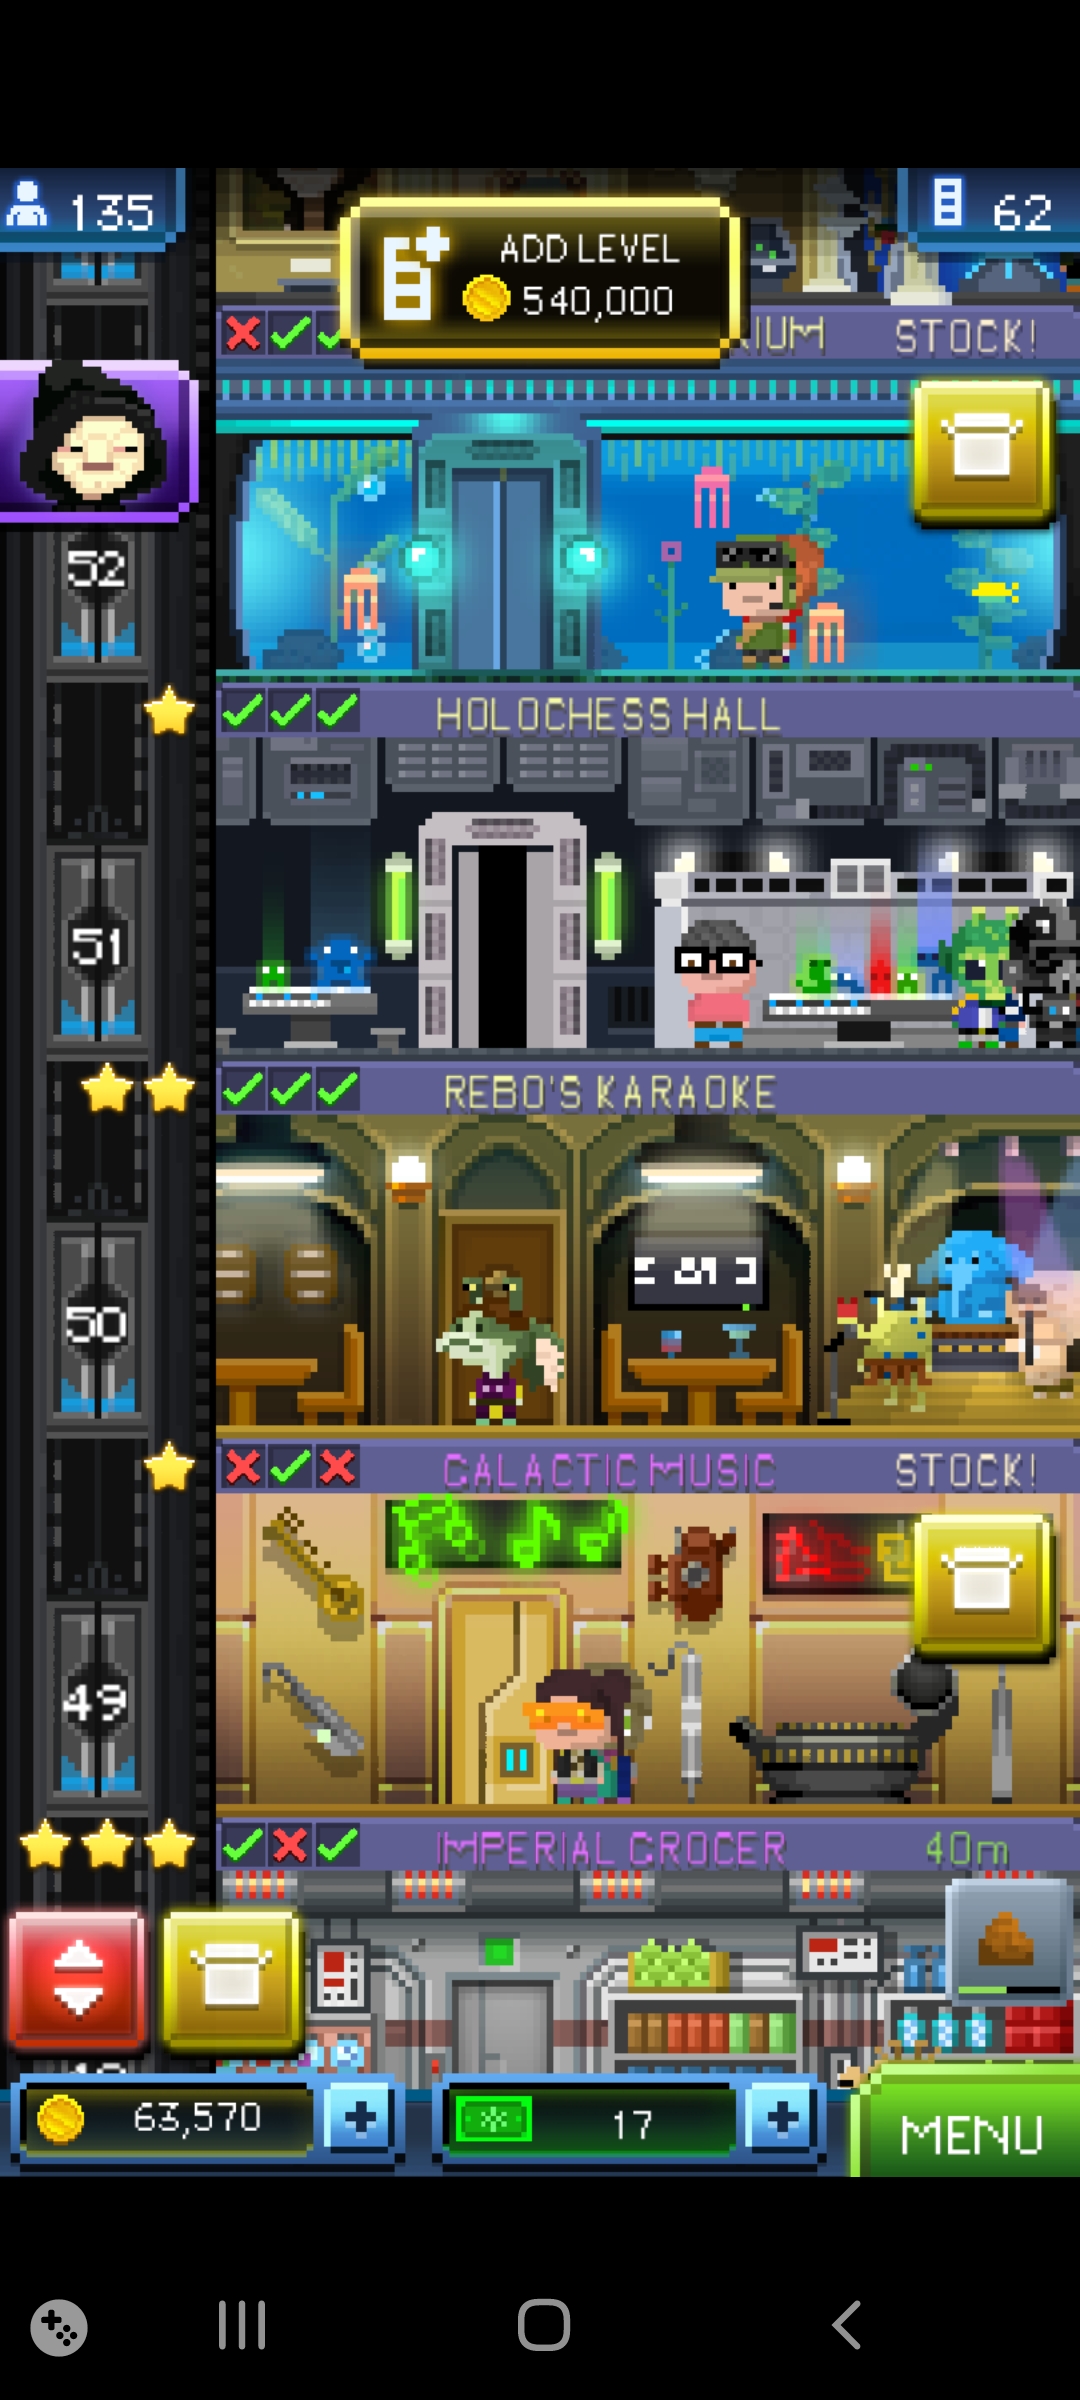 135
ADD LEVEL
540,000
62
STOCK!
52
HOLOCHESS HALL
51
REBO'S KARAOKE
50
GALACTIC MUSIC
STOCK!
49
IMPERIAL GROCER
40m
63,570
17
MENU